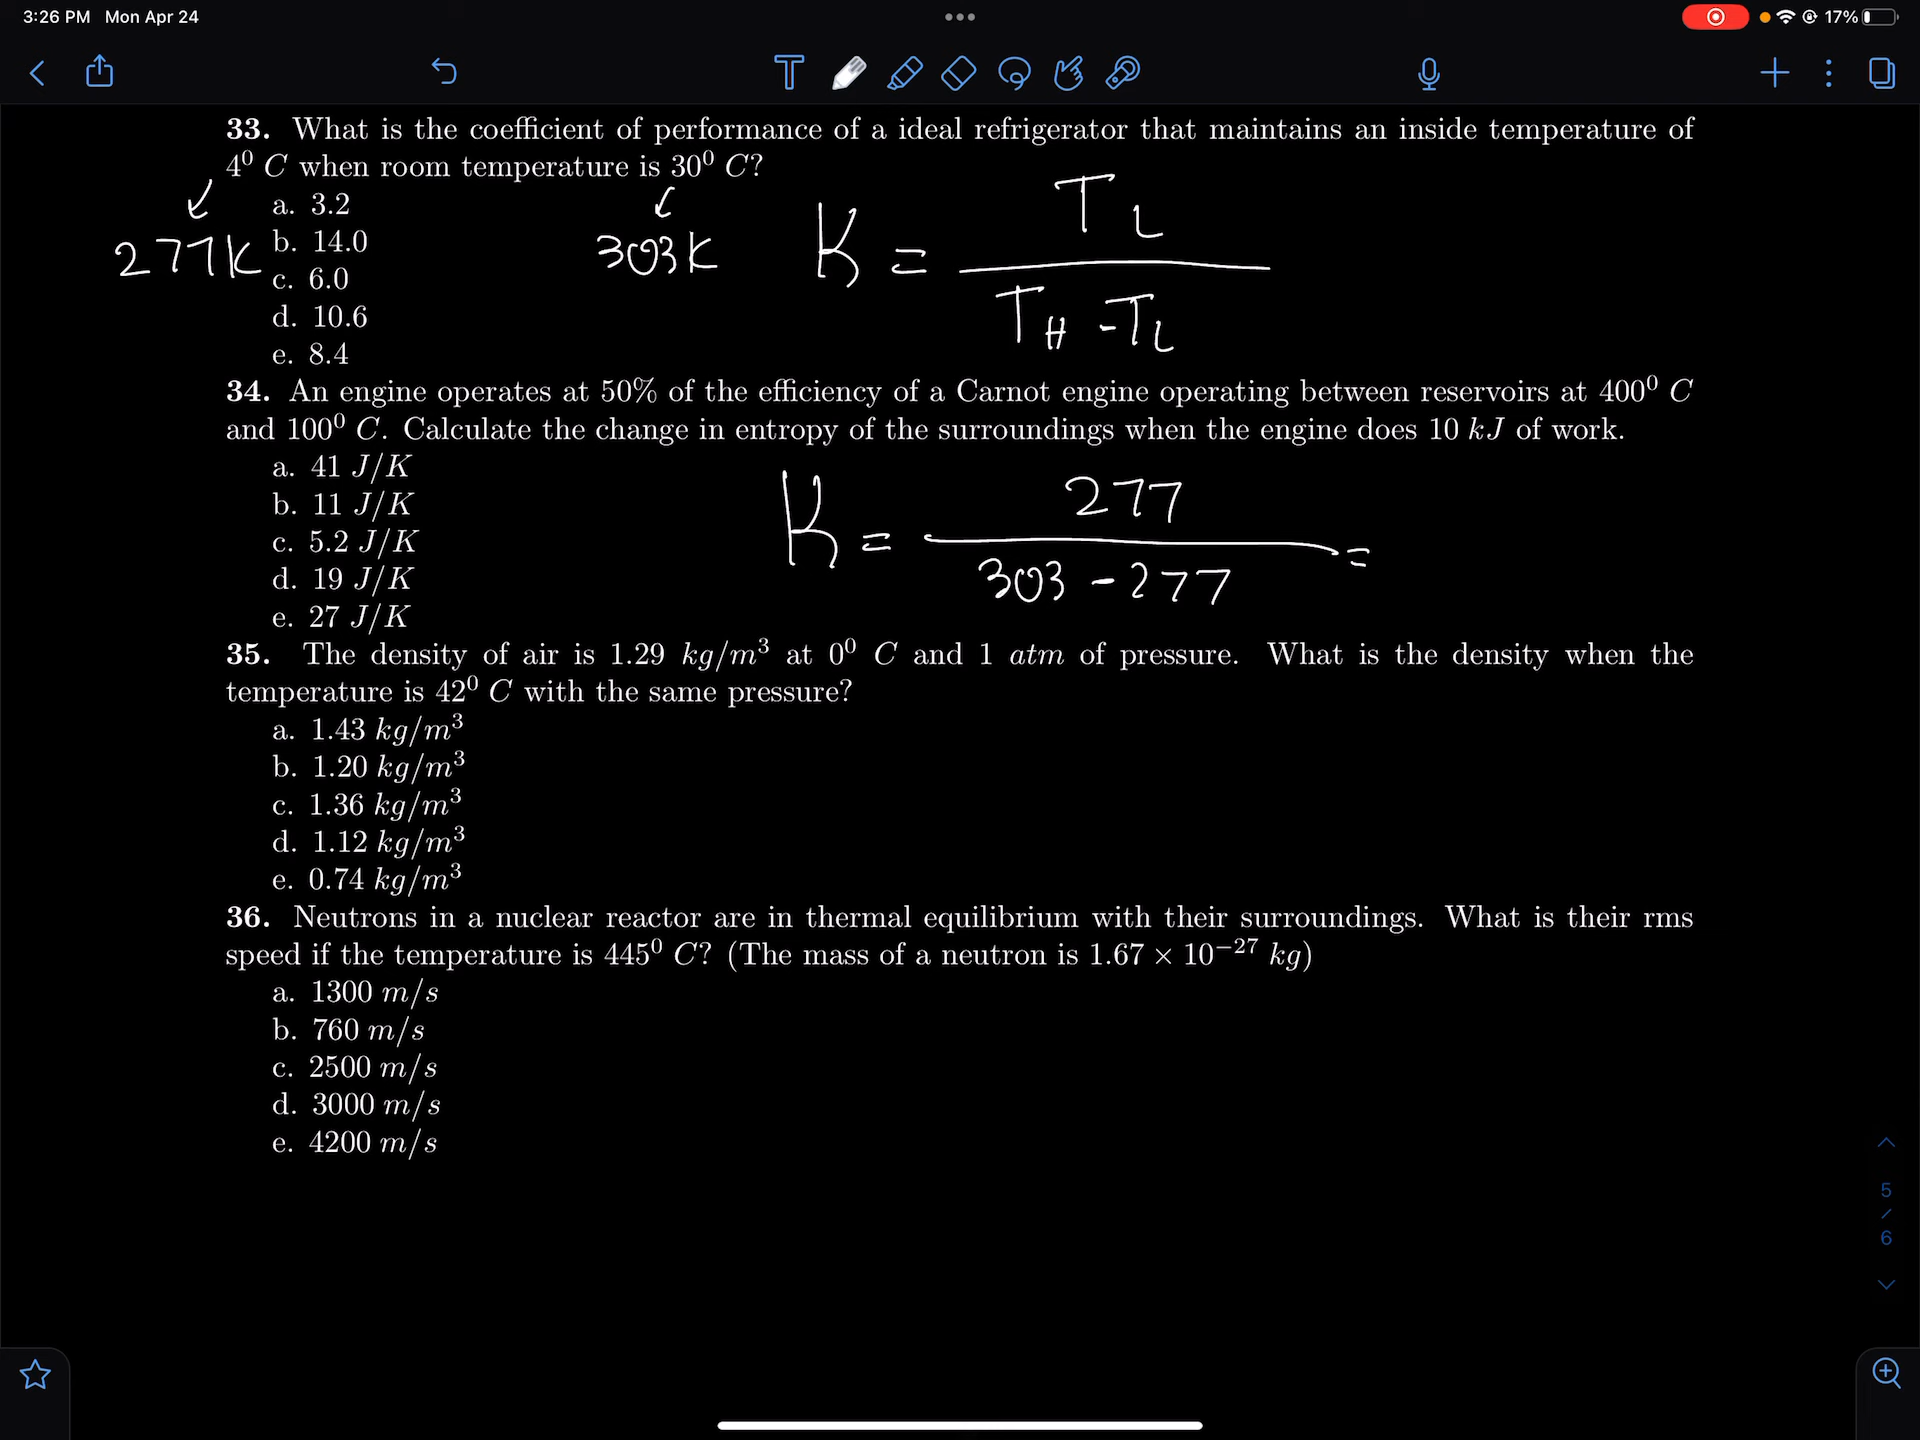 3:26 PM Mon Apr 24
17%
33. What is the coefficient of performance of a ideal refrigerator that maintains an inside temperature of
4⁰ C when room temperature is 30⁰ C?
a. 3.2
b. 14.0
c. 6.0
d. 10.6
e. 8.4
277K
303K
K = T_L / (T_H - T_L)
34. An engine operates at 50% of the efficiency of a Carnot engine operating between reservoirs at 400⁰ C
and 100⁰ C. Calculate the change in entropy of the surroundings when the engine does 10 kJ of work.
a. 41 J/K
b. 11 J/K
c. 5.2 J/K
d. 19 J/K
e. 27 J/K
K = 277 / (303 - 277) =
35. The density of air is 1.29 kg/m³ at 0⁰ C and 1 atm of pressure. What is the density when the
temperature is 42⁰ C with the same pressure?
a. 1.43 kg/m³
b. 1.20 kg/m³
c. 1.36 kg/m³
d. 1.12 kg/m³
e. 0.74 kg/m³
36. Neutrons in a nuclear reactor are in thermal equilibrium with their surroundings. What is their rms
speed if the temperature is 445⁰ C? (The mass of a neutron is 1.67 × 10⁻²⁷ kg)
a. 1300 m/s
b. 760 m/s
c. 2500 m/s
d. 3000 m/s
e. 4200 m/s
5
/
6